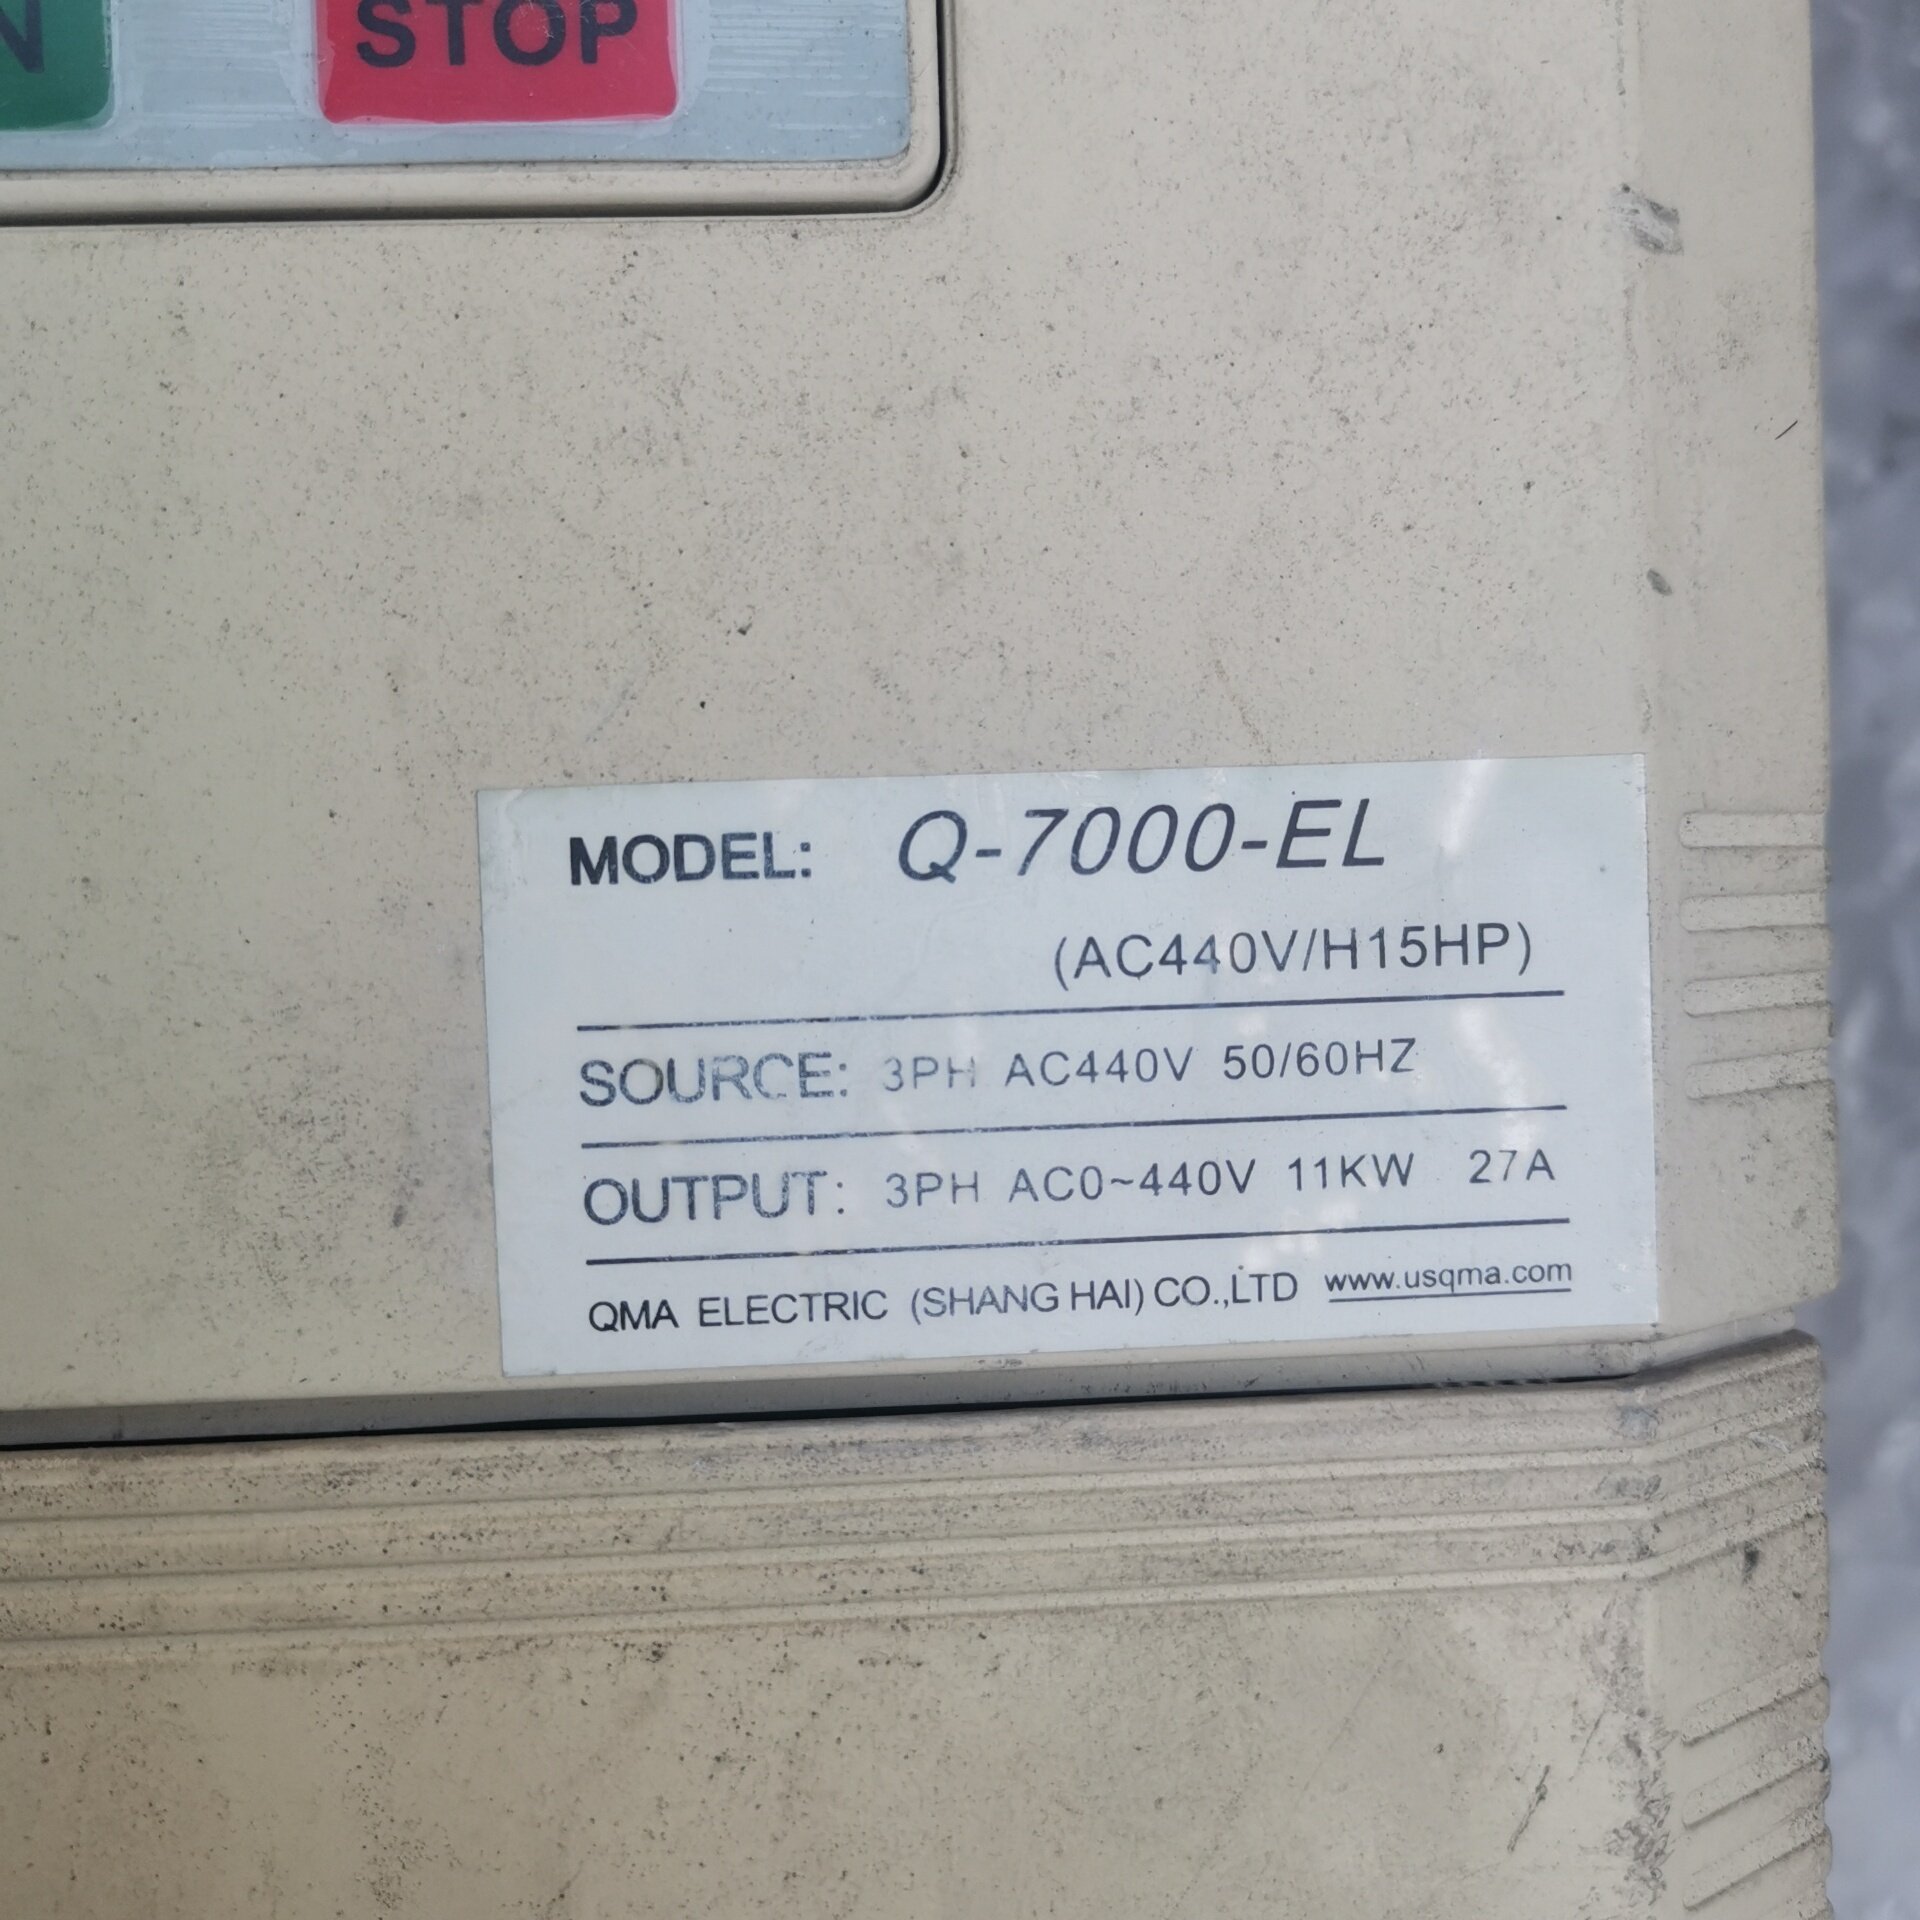 N STOP
MODEL: Q-7000-EL
(AC440V/H15HP)
SOURCE: 3PH AC440V 50/60HZ
OUTPUT: 3PH AC0~440V 11KW 27A
QMA ELECTRIC (SHANG HAI) CO.,LTD www.usqma.com